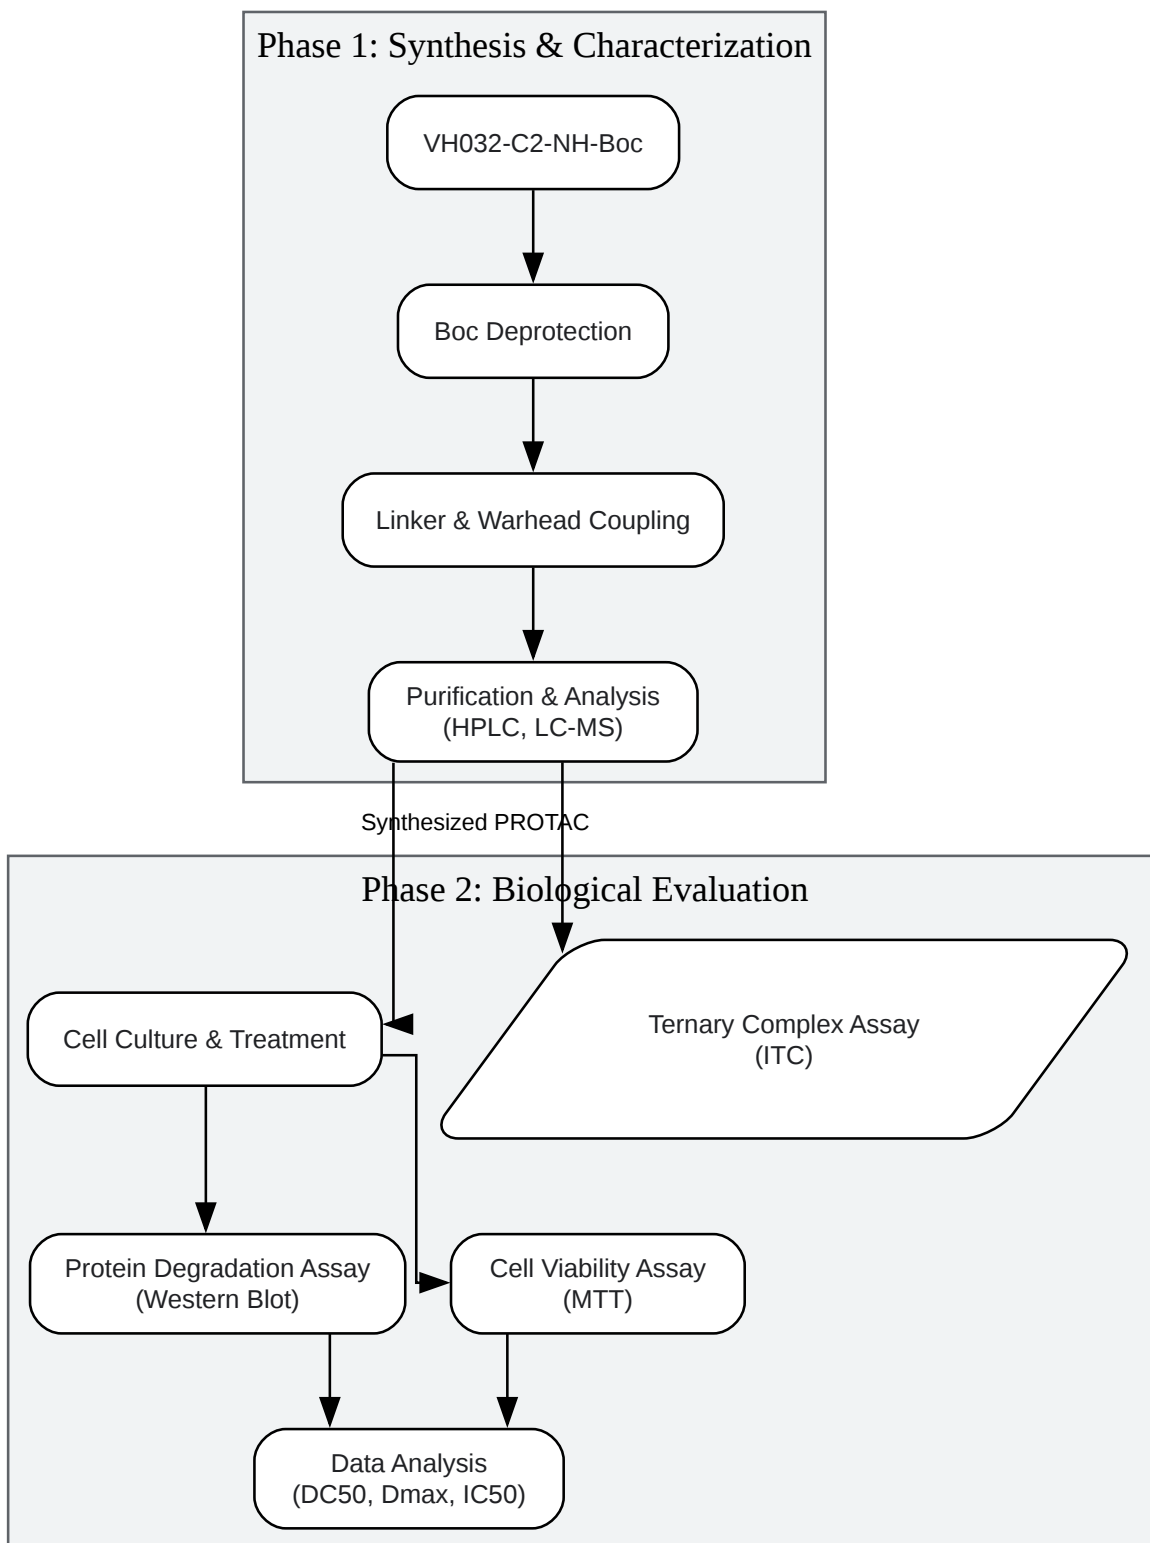 Phase 1: Synthesis & Characterization
VH032-C2-NH-Boc
Boc Deprotection
Linker & Warhead Coupling
Purification & Analysis
(HPLC, LC-MS)
Synthesized PROTAC
Phase 2: Biological Evaluation
Cell Culture & Treatment
Ternary Complex Assay
(ITC)
Protein Degradation Assay
(Western Blot)
Cell Viability Assay
(MTT)
Data Analysis
(DC50, Dmax, IC50)